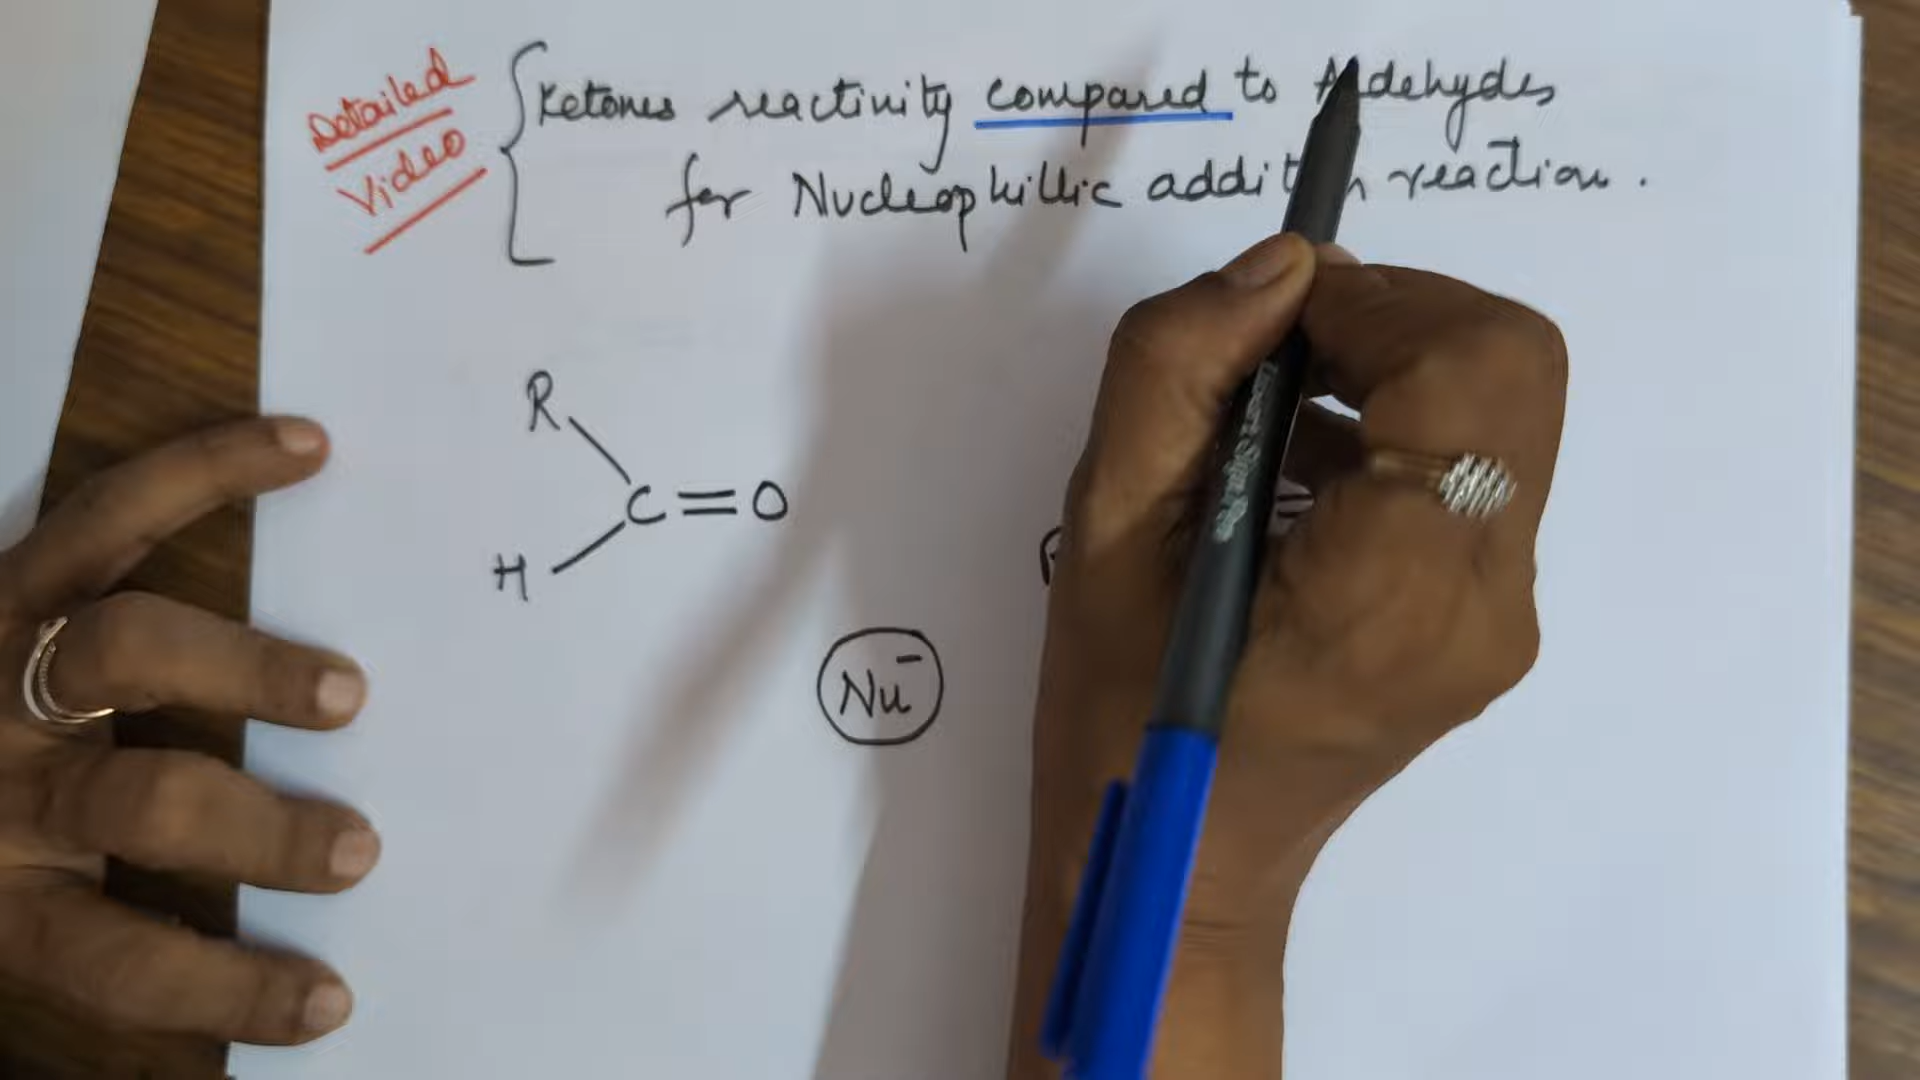 Detailed
Video
Ketones reactivity compared to Aldehydes
for Nucleophillic addition reaction.
R
C=O
H
Nu⁻